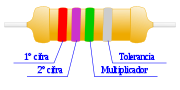 1ª cifra
Tolerancia
2ª cifra
Multiplicador